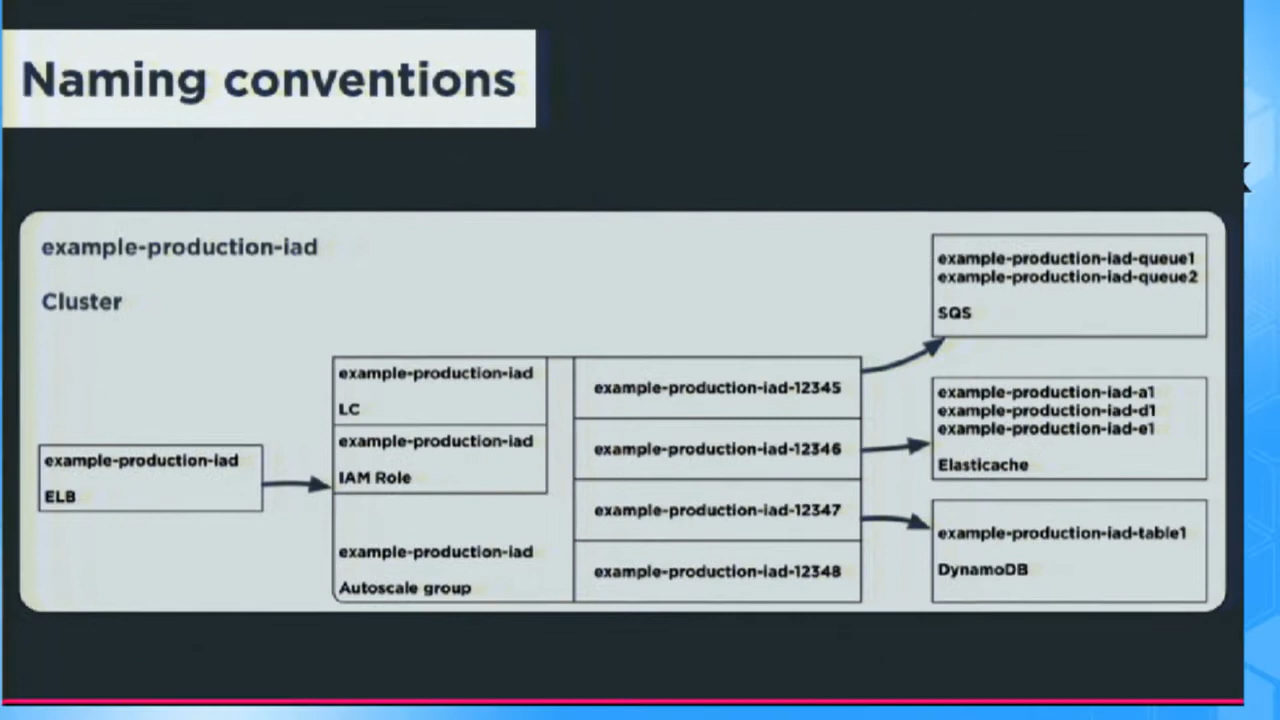 Naming conventions
example-production-iad
Cluster
example-production-iad
ELB
example-production-iad
LC
example-production-iad
IAM Role
example-production-iad
Autoscale group
example-production-iad-12345
example-production-iad-12346
example-production-iad-12347
example-production-iad-12348
example-production-iad-queue1
example-production-iad-queue2
SQS
example-production-iad-a1
example-production-iad-d1
example-production-iad-e1
Elasticache
example-production-iad-table1
DynamoDB